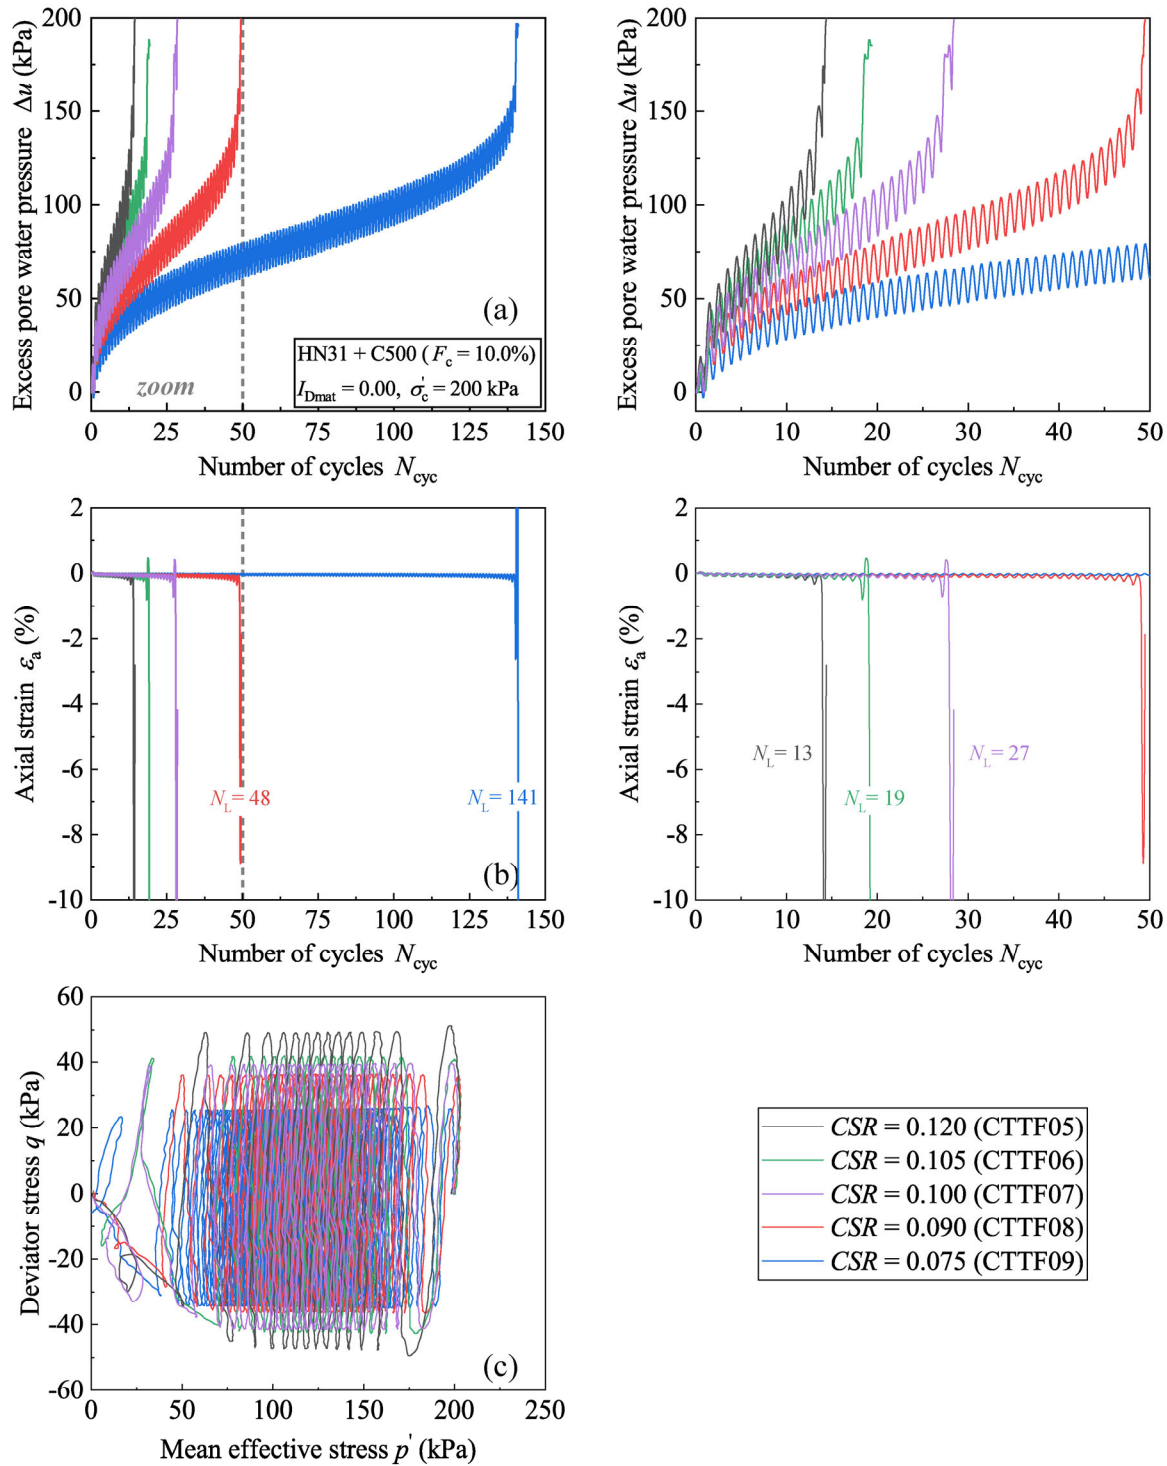 200
150
100
50
0
Excess pore water pressure Δu (kPa)
(a)
HN31 + C500 ( Fc = 10.0%)
IDmat = 0.00, σ'c = 200 kPa
zoom
0 25 50 75 100 125 150
Number of cycles Ncyc
200
150
100
50
0
Excess pore water pressure Δu (kPa)
0 10 20 30 40 50
Number of cycles Ncyc
2
0
-2
-4
-6
-8
-10
Axial strain εa (%)
NL = 48
NL = 141
(b)
0 25 50 75 100 125 150
Number of cycles Ncyc
2
0
-2
-4
-6
-8
-10
Axial strain εa (%)
NL = 13
NL = 27
NL = 19
0 10 20 30 40 50
Number of cycles Ncyc
60
40
20
0
-20
-40
-60
Deviator stress q (kPa)
(c)
0 50 100 150 200 250
Mean effective stress p' (kPa)
CSR = 0.120 (CTTF05)
CSR = 0.105 (CTTF06)
CSR = 0.100 (CTTF07)
CSR = 0.090 (CTTF08)
CSR = 0.075 (CTTF09)